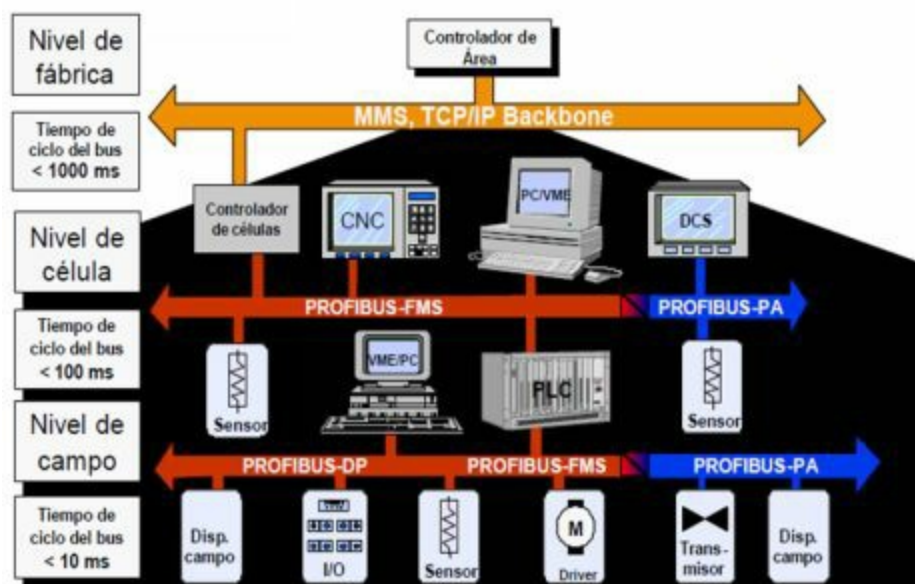 Nivel de
fábrica
Controlador de
Área
MMS, TCP/IP Backbone
Tiempo de
ciclo del bus
< 1000 ms
Controlador
de células
CNC
PC/VME
DCS
Nivel de
célula
PROFIBUS-FMS
PROFIBUS-PA
Tiempo de
ciclo del bus
< 100 ms
Sensor
VME/PC
PLC
Sensor
Nivel de
campo
PROFIBUS-DP
PROFIBUS-FMS
PROFIBUS-PA
Tiempo de
ciclo del bus
< 10 ms
Disp.
campo
I/O
Sensor
M
Driver
Trans-
misor
Disp.
campo